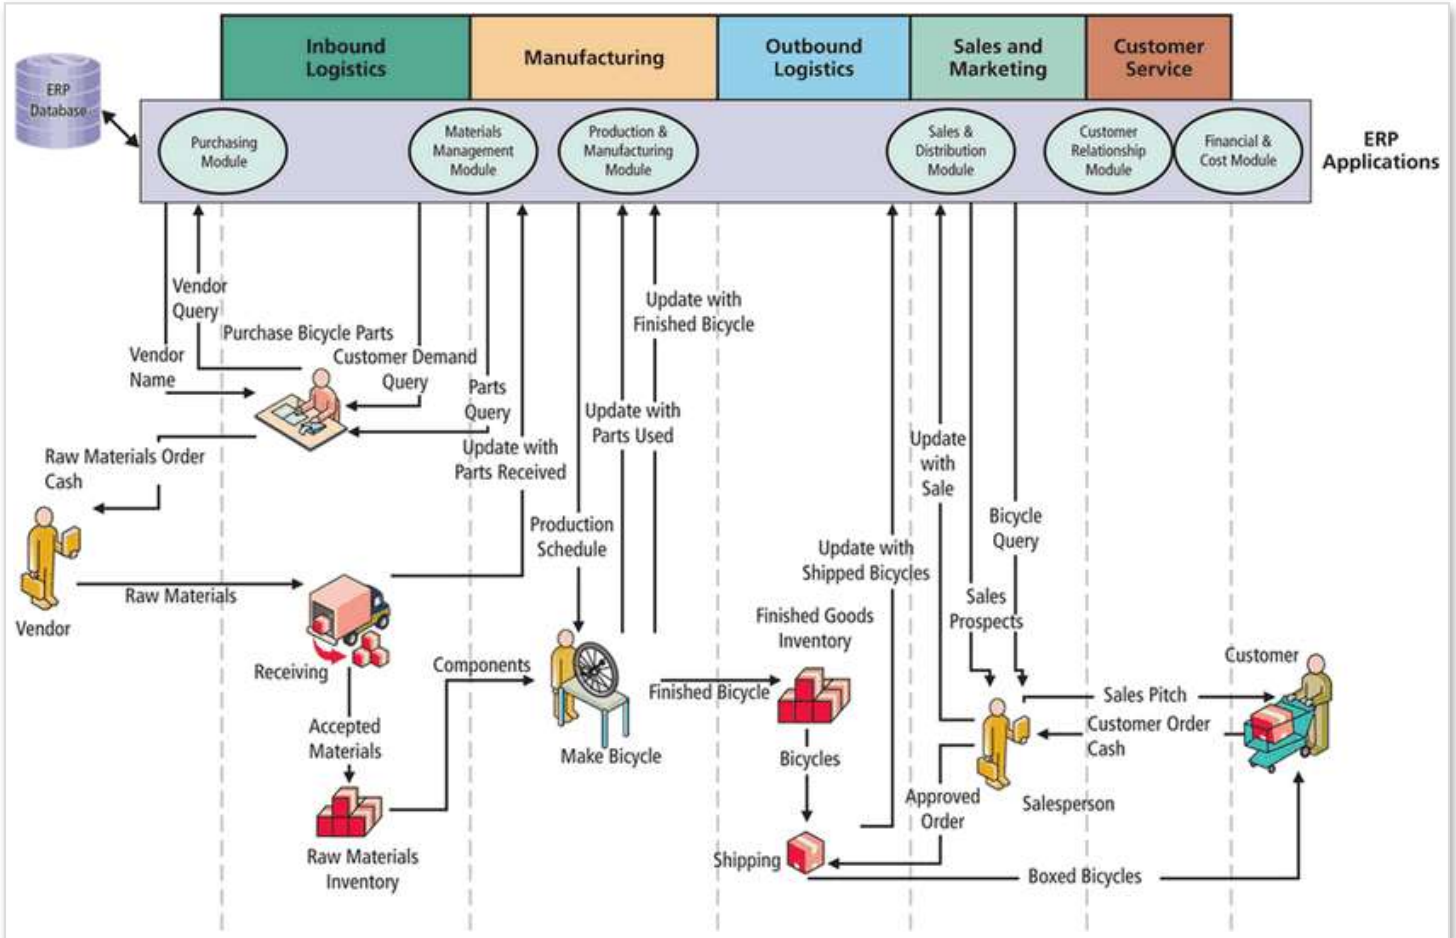 Inbound
Logistics
Manufacturing
Outbound
Logistics
Sales and
Marketing
Customer
Service
ERP
Database
Purchasing
Module
Materials
Management
Module
Production &
Manufacturing
Module
Sales &
Distribution
Module
Customer
Relationship
Module
Financial &
Cost Module
ERP
Applications
Vendor
Query
Purchase Bicycle Parts
Vendor
Name
Customer Demand
Query
Parts
Query
Update with
Finished Bicycle
Update with
Parts Used
Update with
Parts Received
Raw Materials Order
Cash
Update
with
Sale
Production
Schedule
Bicycle
Query
Update with
Shipped Bicycles
Raw Materials
Vendor
Sales
Prospects
Finished Goods
Inventory
Receiving
Components
Finished Bicycle
Customer
Sales Pitch
Customer Order
Cash
Accepted
Materials
Make Bicycle
Bicycles
Approved
Order
Salesperson
Raw Materials
Inventory
Shipping
Boxed Bicycles